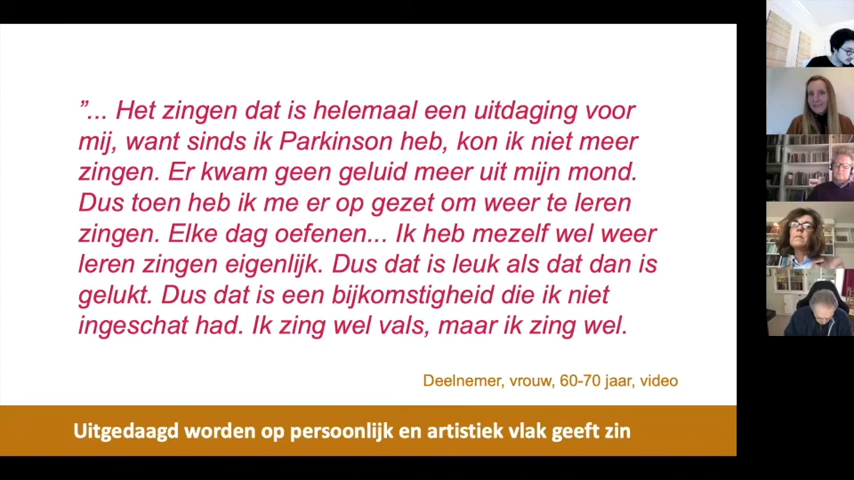 ”... Het zingen dat is helemaal een uitdaging voor
mij, want sinds ik Parkinson heb, kon ik niet meer
zingen. Er kwam geen geluid meer uit mijn mond.
Dus toen heb ik me er op gezet om weer te leren
zingen. Elke dag oefenen... Ik heb mezelf wel weer
leren zingen eigenlijk. Dus dat is leuk als dat dan is
gelukt. Dus dat is een bijkomstigheid die ik niet
ingeschat had. Ik zing wel vals, maar ik zing wel.
Deelnemer, vrouw, 60-70 jaar, video
Uitgedaagd worden op persoonlijk en artistiek vlak geeft zin